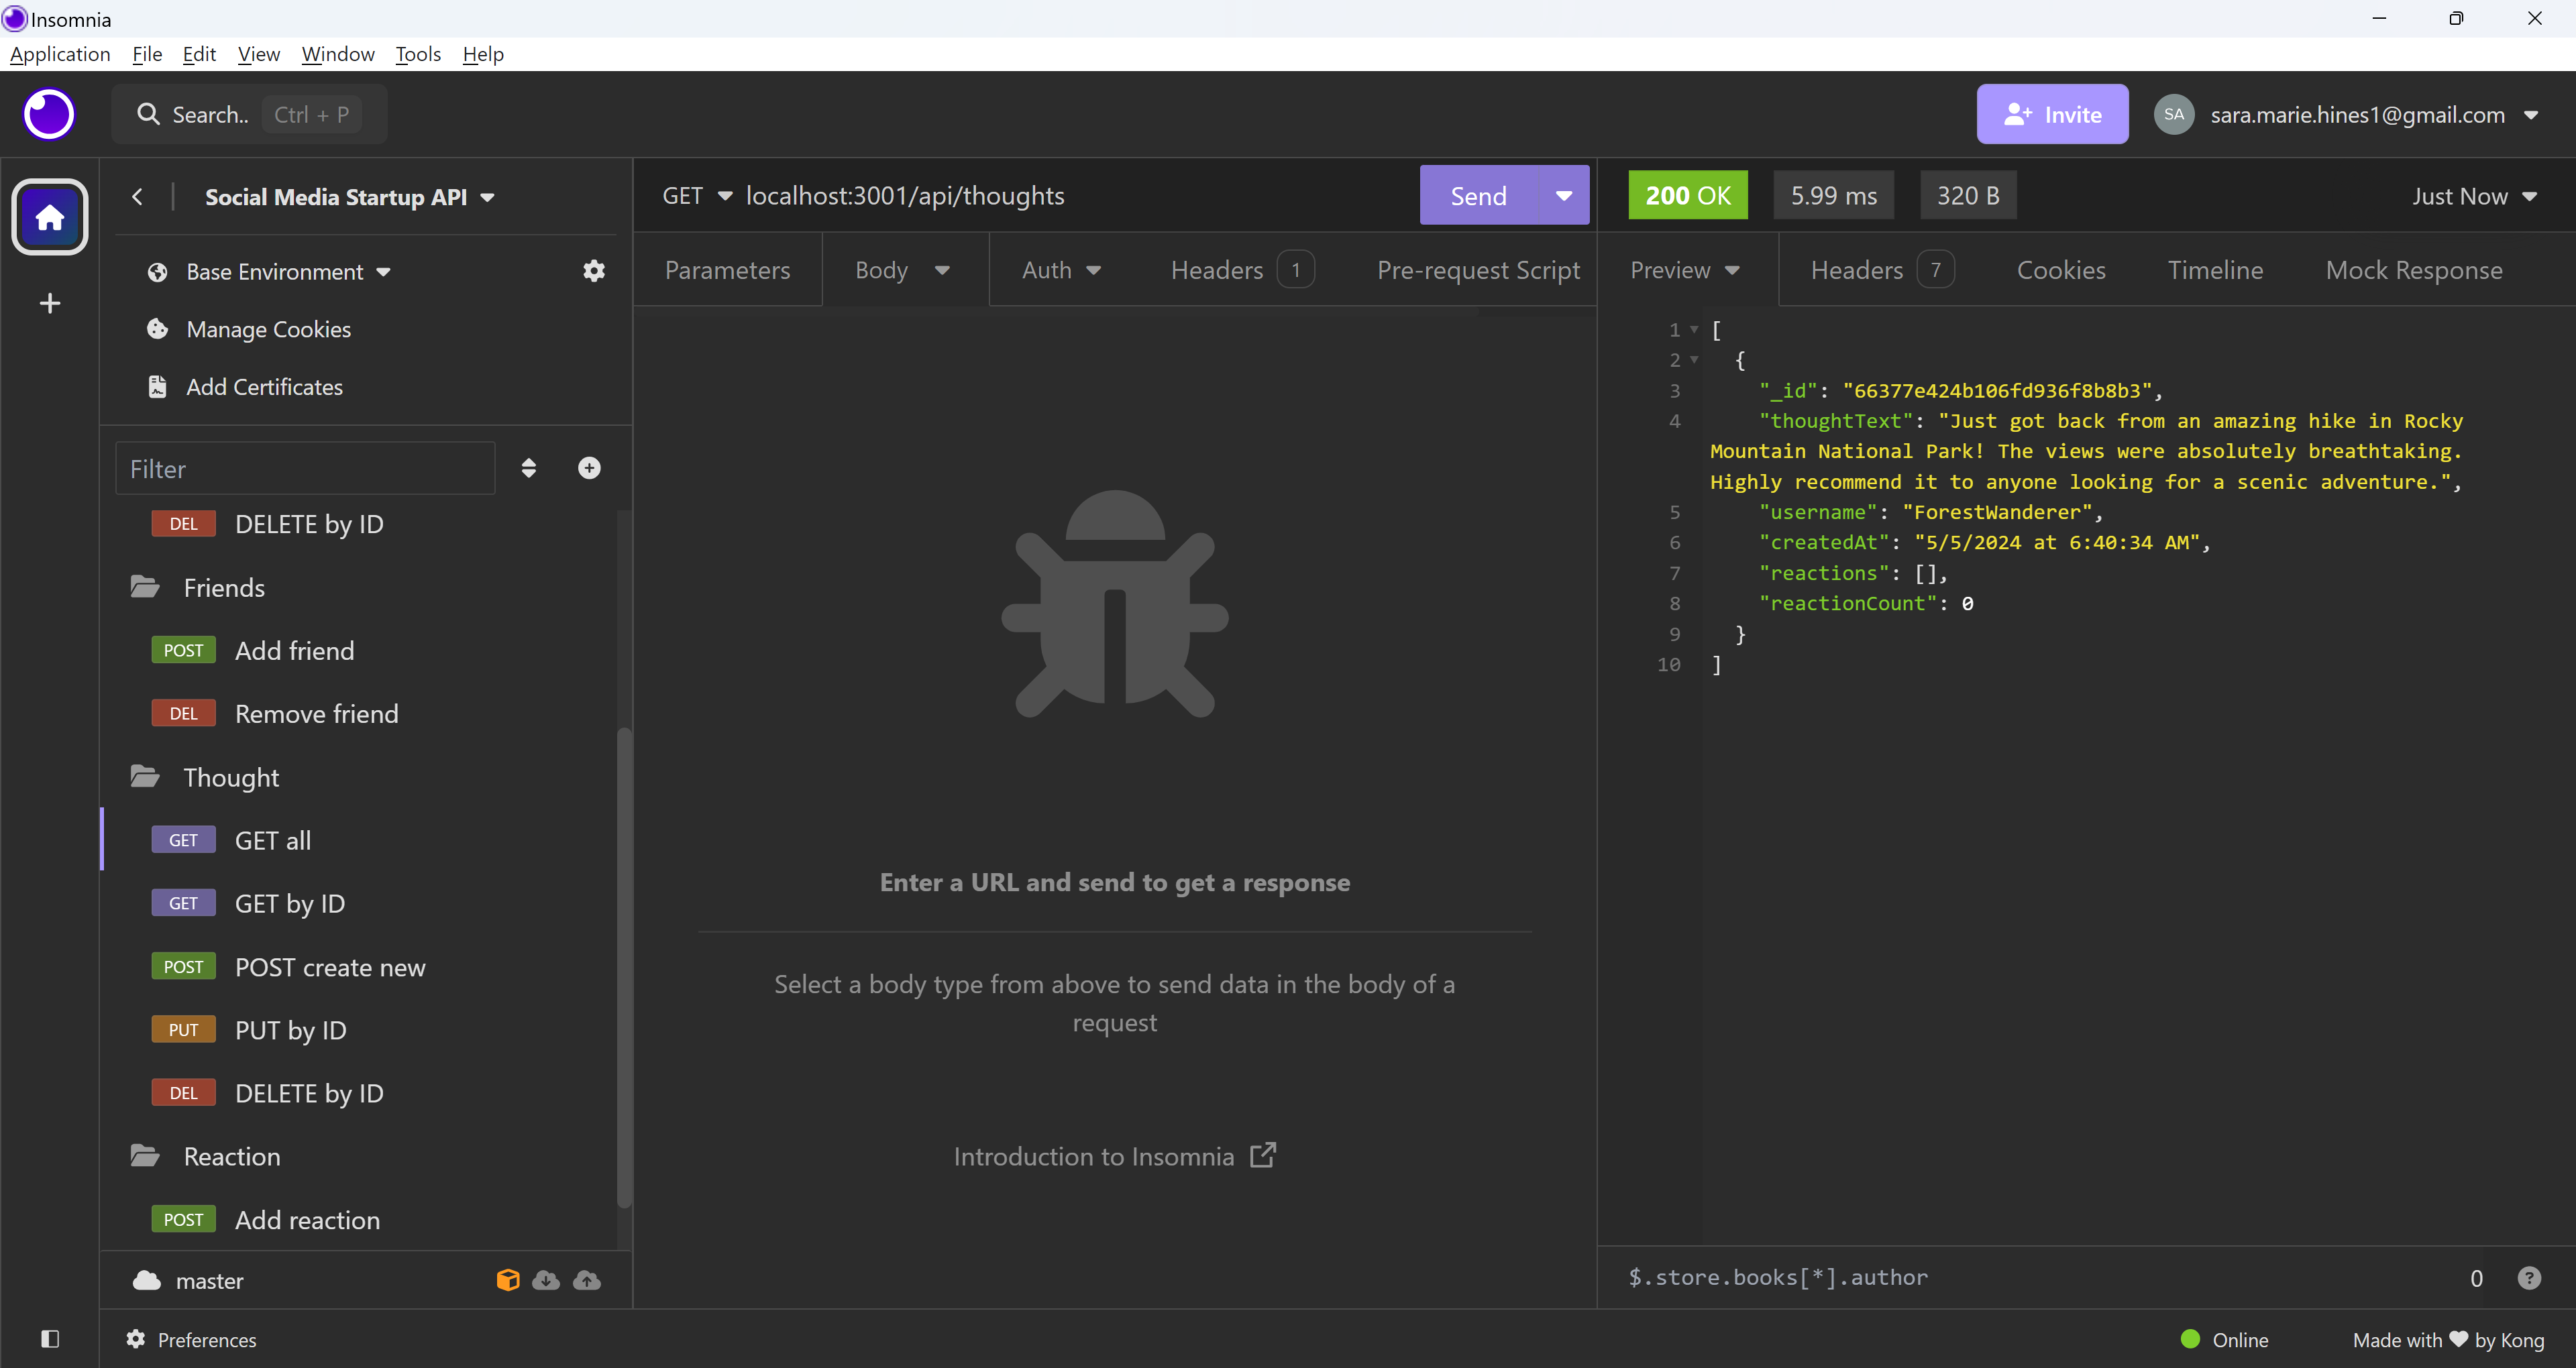 Insomnia
Application File Edit View Window Tools Help
Search.. Ctrl + P
Invite
SA sara.marie.hines1@gmail.com
Social Media Startup API
Base Environment
Manage Cookies
Add Certificates
Filter
DEL DELETE by ID
Friends
POST Add friend
DEL Remove friend
Thought
GET GET all
GET GET by ID
POST POST create new
PUT PUT by ID
DEL DELETE by ID
Reaction
POST Add reaction
master
GET localhost:3001/api/thoughts Send
Parameters Body Auth Headers 1 Pre-request Script
Enter a URL and send to get a response
Select a body type from above to send data in the body of a
request
Introduction to Insomnia
200 OK 5.99 ms 320 B Just Now
Preview Headers 7 Cookies Timeline Mock Response
1 [
2 {
3 "_id": "66377e424b106fd936f8b8b3",
4 "thoughtText": "Just got back from an amazing hike in Rocky
Mountain National Park! The views were absolutely breathtaking.
Highly recommend it to anyone looking for a scenic adventure.",
5 "username": "ForestWanderer",
6 "createdAt": "5/5/2024 at 6:40:34 AM",
7 "reactions": [],
8 "reactionCount": 0
9 }
10 ]
$.store.books[*].author 0 ?
Preferences
Online Made with by Kong